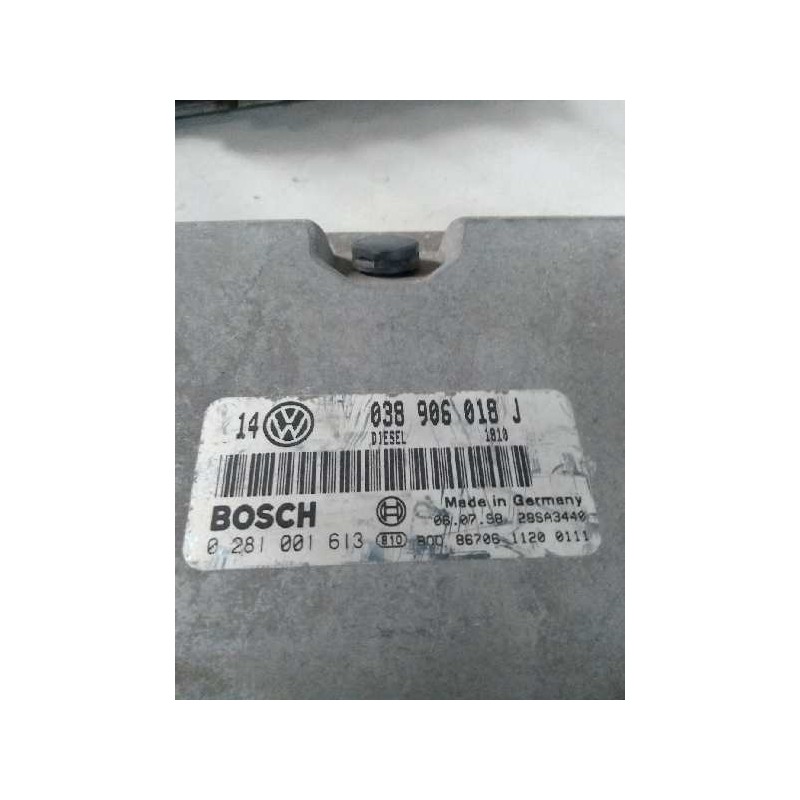 14 VW 038 906 018 J
DIESEL 1810
BOSCH Made in Germany
06.07.98 28SA3440
0 281 001 613 810 86706 1120 0111